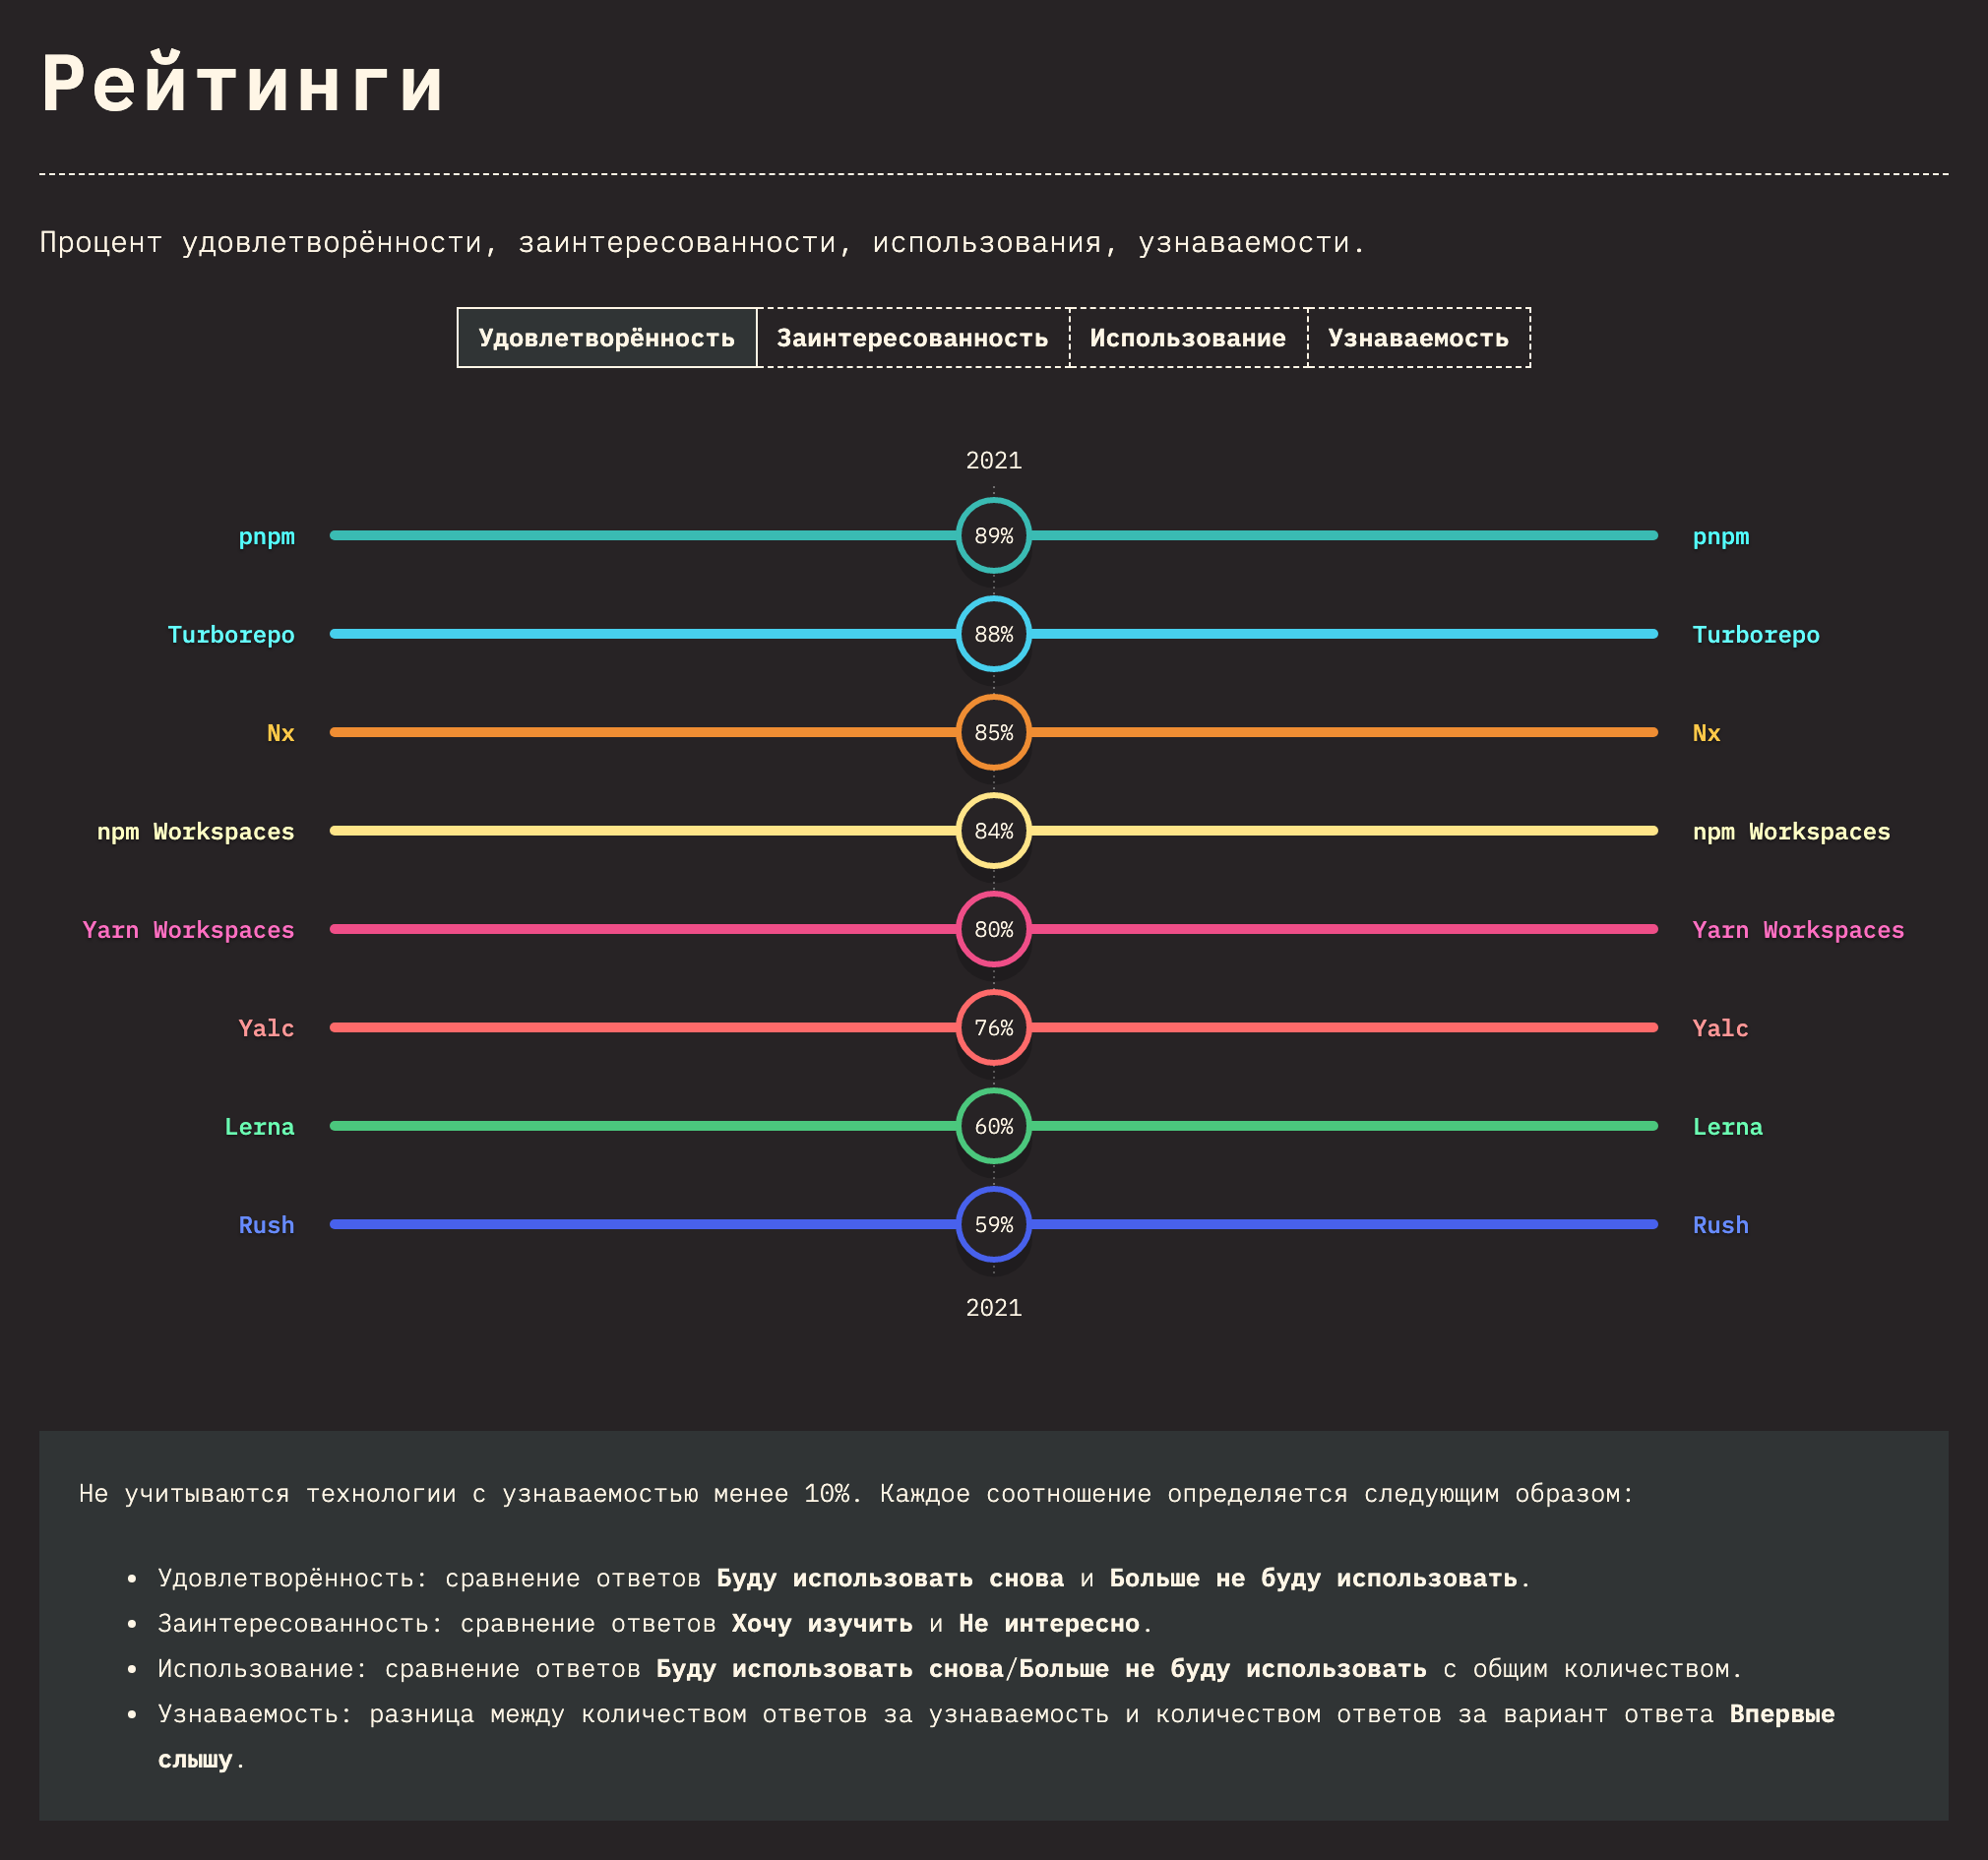 Рейтинги
Процент удовлетворённости, заинтересованности, использования, узнаваемости.
Удовлетворённость Заинтересованность Использование Узнаваемость
2021
pnpm 89% pnpm
Turborepo 88% Turborepo
Nx 85% Nx
npm Workspaces 84% npm Workspaces
Yarn Workspaces 80% Yarn Workspaces
Yalc 76% Yalc
Lerna 60% Lerna
Rush 59% Rush
2021
Не учитываются технологии с узнаваемостью менее 10%. Каждое соотношение определяется следующим образом:
• Удовлетворённость: сравнение ответов Буду использовать снова и Больше не буду использовать.
• Заинтересованность: сравнение ответов Хочу изучить и Не интересно.
• Использование: сравнение ответов Буду использовать снова/Больше не буду использовать с общим количеством.
• Узнаваемость: разница между количеством ответов за узнаваемость и количеством ответов за вариант ответа Впервые
слышу.